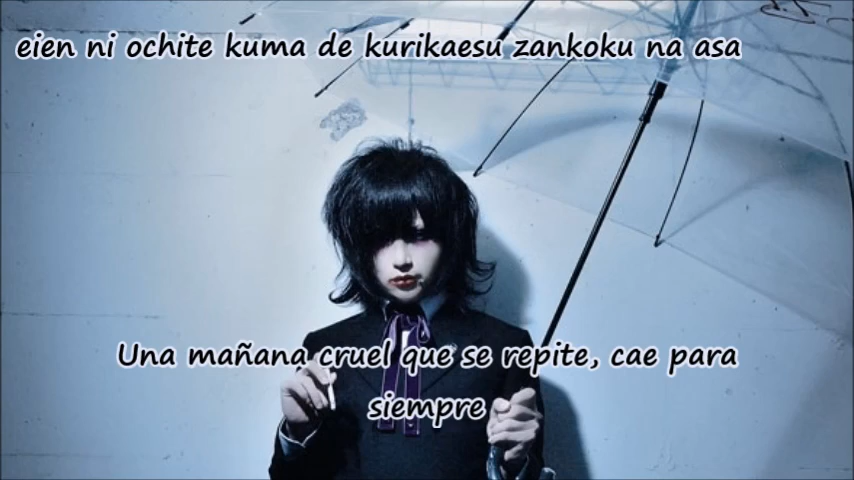 eien ni ochite kuma de kurikaesu zankoku na asa
Una mañana cruel que se repite, cae para
siempre